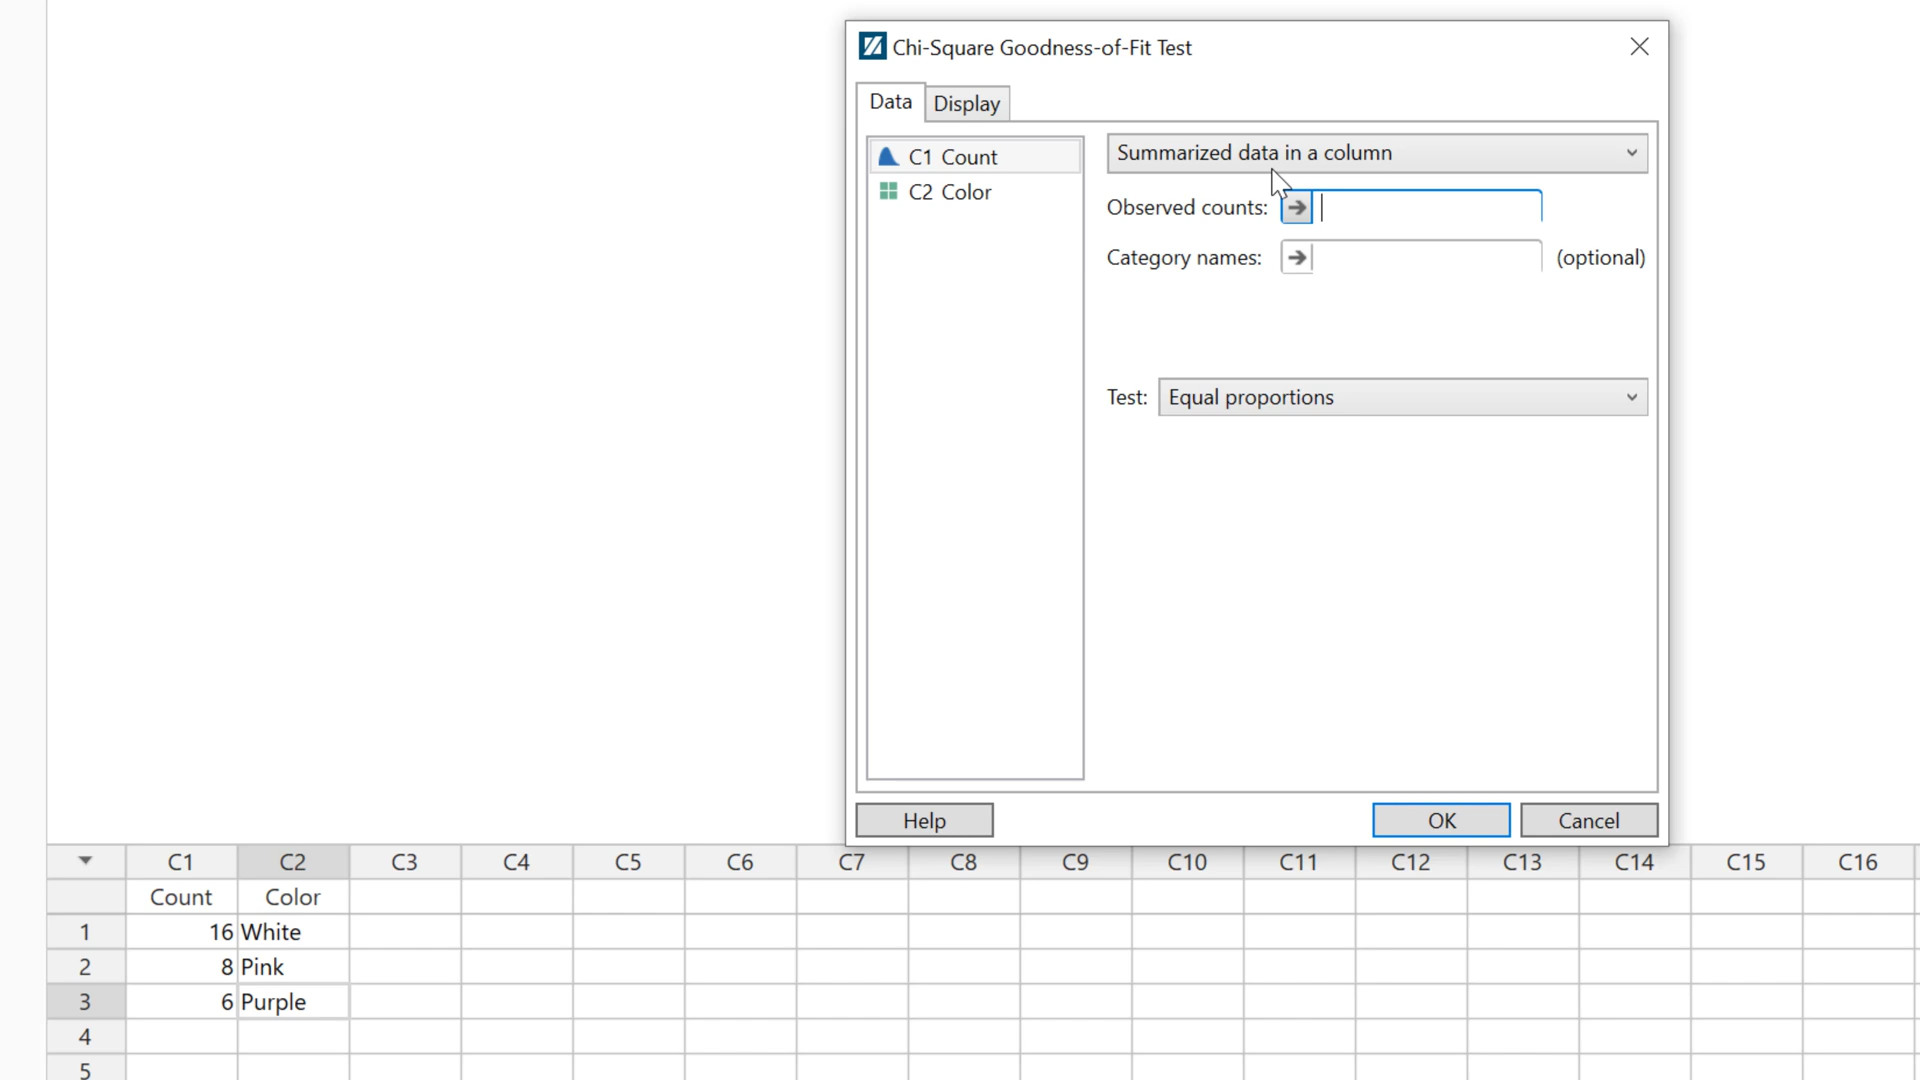 Chi-Square Goodness-of-Fit Test
Data Display
C1 Count
C2 Color
Summarized data in a column
Observed counts:
Category names: (optional)
Test: Equal proportions
Help OK Cancel
C1 C2 C3 C4 C5 C6 C7 C8 C9 C10 C11 C12 C13 C14 C15 C16
Count Color
1 16 White
2 8 Pink
3 6 Purple
4
5